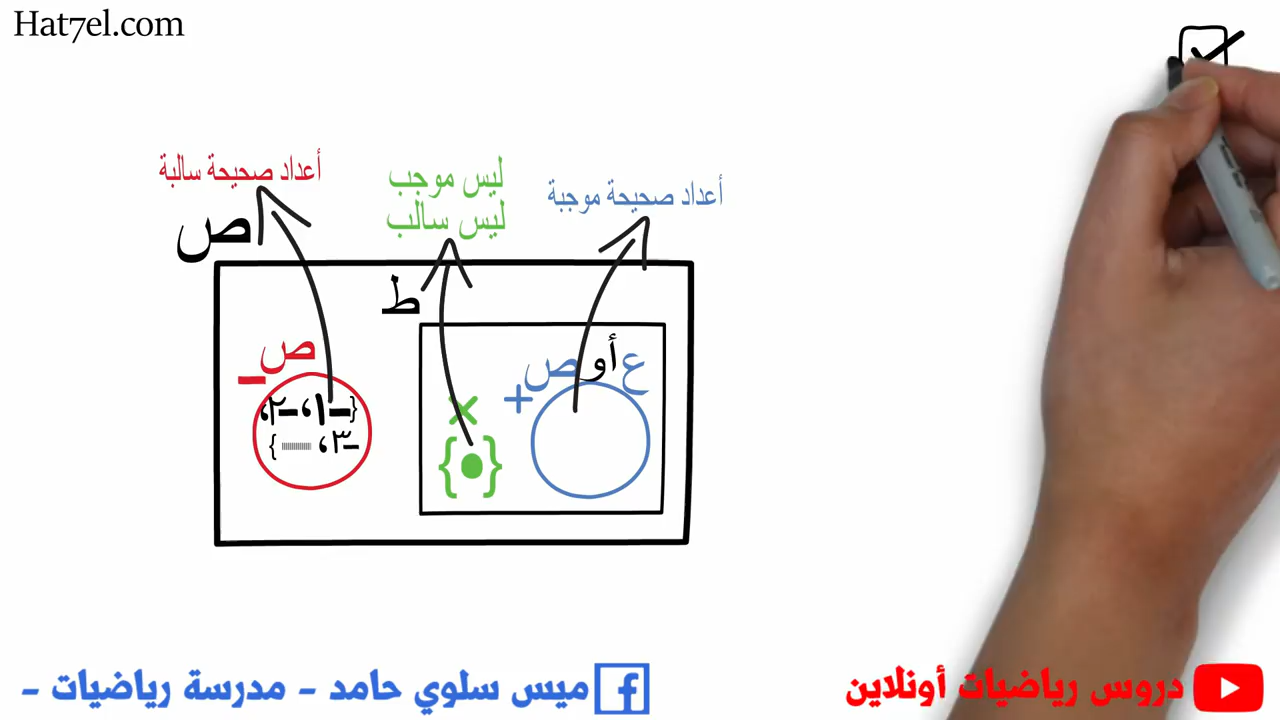 Hat7el.com
أعداد صحيحة موجبة
ليس موجب
ليس سالب
أعداد صحيحة سالبة
ص
ط
ع أو ص+
ص_
{-١، -٢،
-٣، ...... }
{٠}
دروس رياضيات أونلاين
ميس سلوي حامد - مدرسة رياضيات -